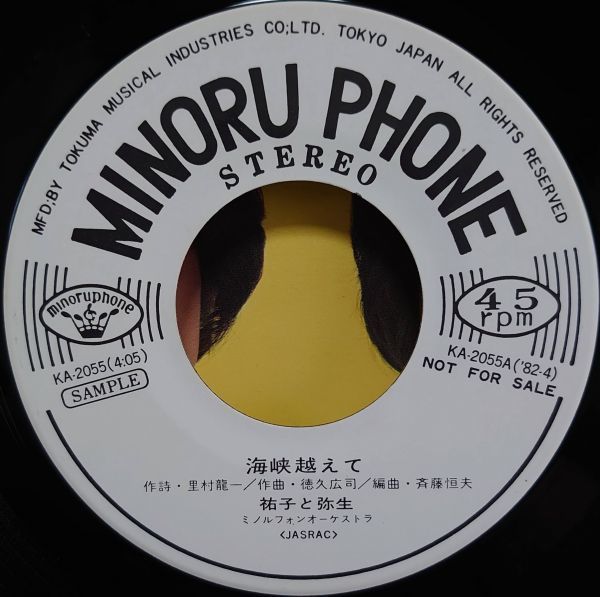 MFD;BY TOKUMA MUSICAL INDUSTRIES CO;LTD. TOKYO JAPAN ALL RIGHTS RESERVED
MINORU PHONE
STEREO
minoruphone
KA-2055(4:05)
SAMPLE
45
rpm
KA-2055A('82-4)
NOT FOR SALE
海峡越えて
作詩・里村龍一/作曲・徳久広司/編曲・斉藤恒夫
祐子と弥生
ミノルフォンオーケストラ
<JASRAC>